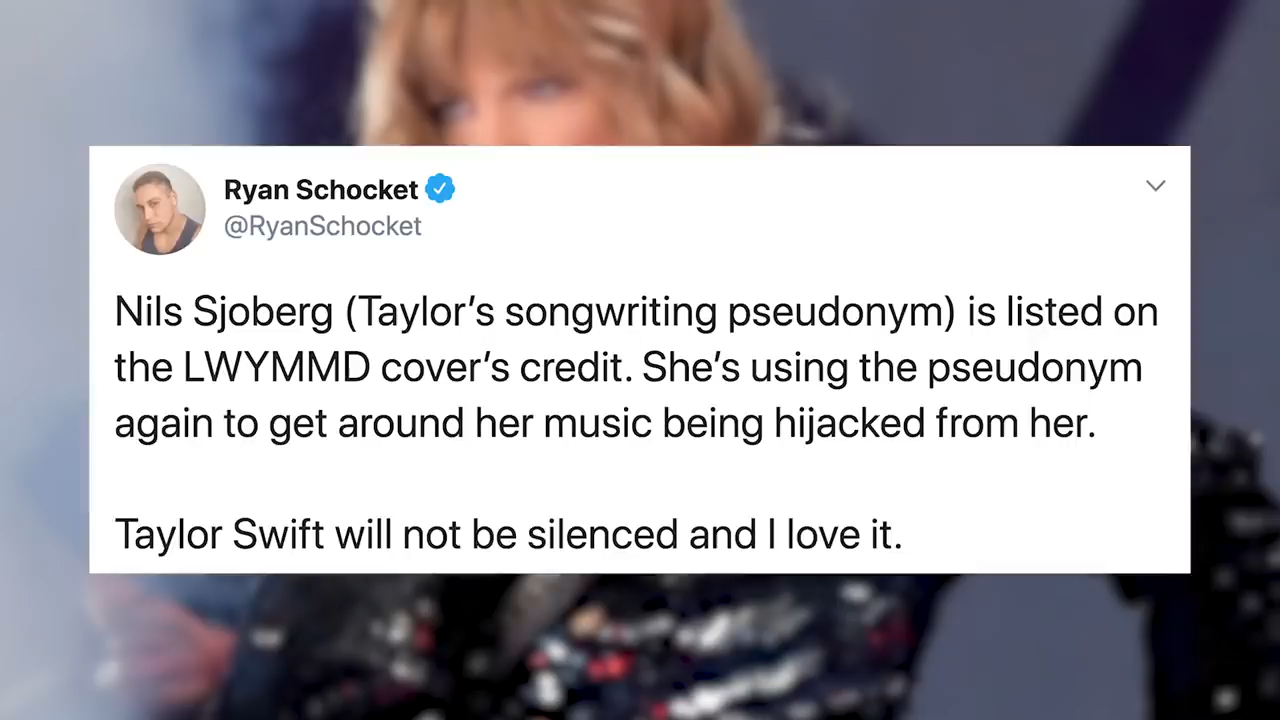 Ryan Schocket
@RyanSchocket
Nils Sjoberg (Taylor’s songwriting pseudonym) is listed on
the LWYMMD cover’s credit. She’s using the pseudonym
again to get around her music being hijacked from her.
Taylor Swift will not be silenced and I love it.